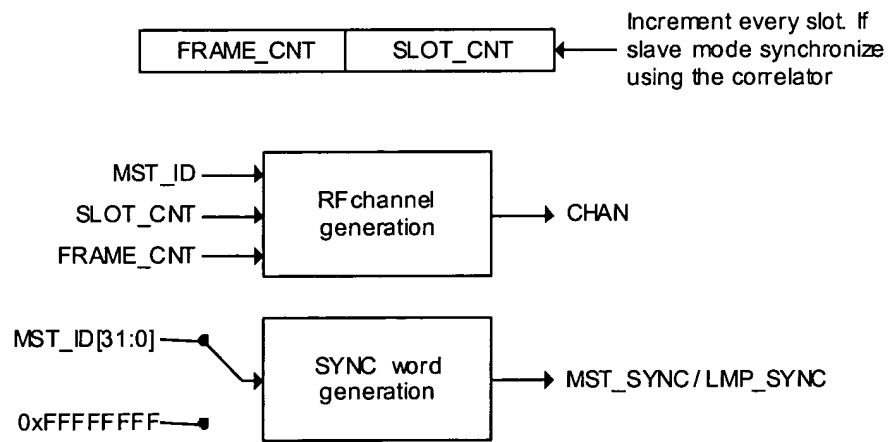 FRAME_CNT SLOT_CNT
Increment every slot. If
slave mode synchronize
using the correlator
MST_ID
SLOT_CNT
FRAME_CNT
RF channel
generation
CHAN
MST_ID[31:0]
0xFFFFFFFF
SYNC word
generation
MST_SYNC / LMP_SYNC